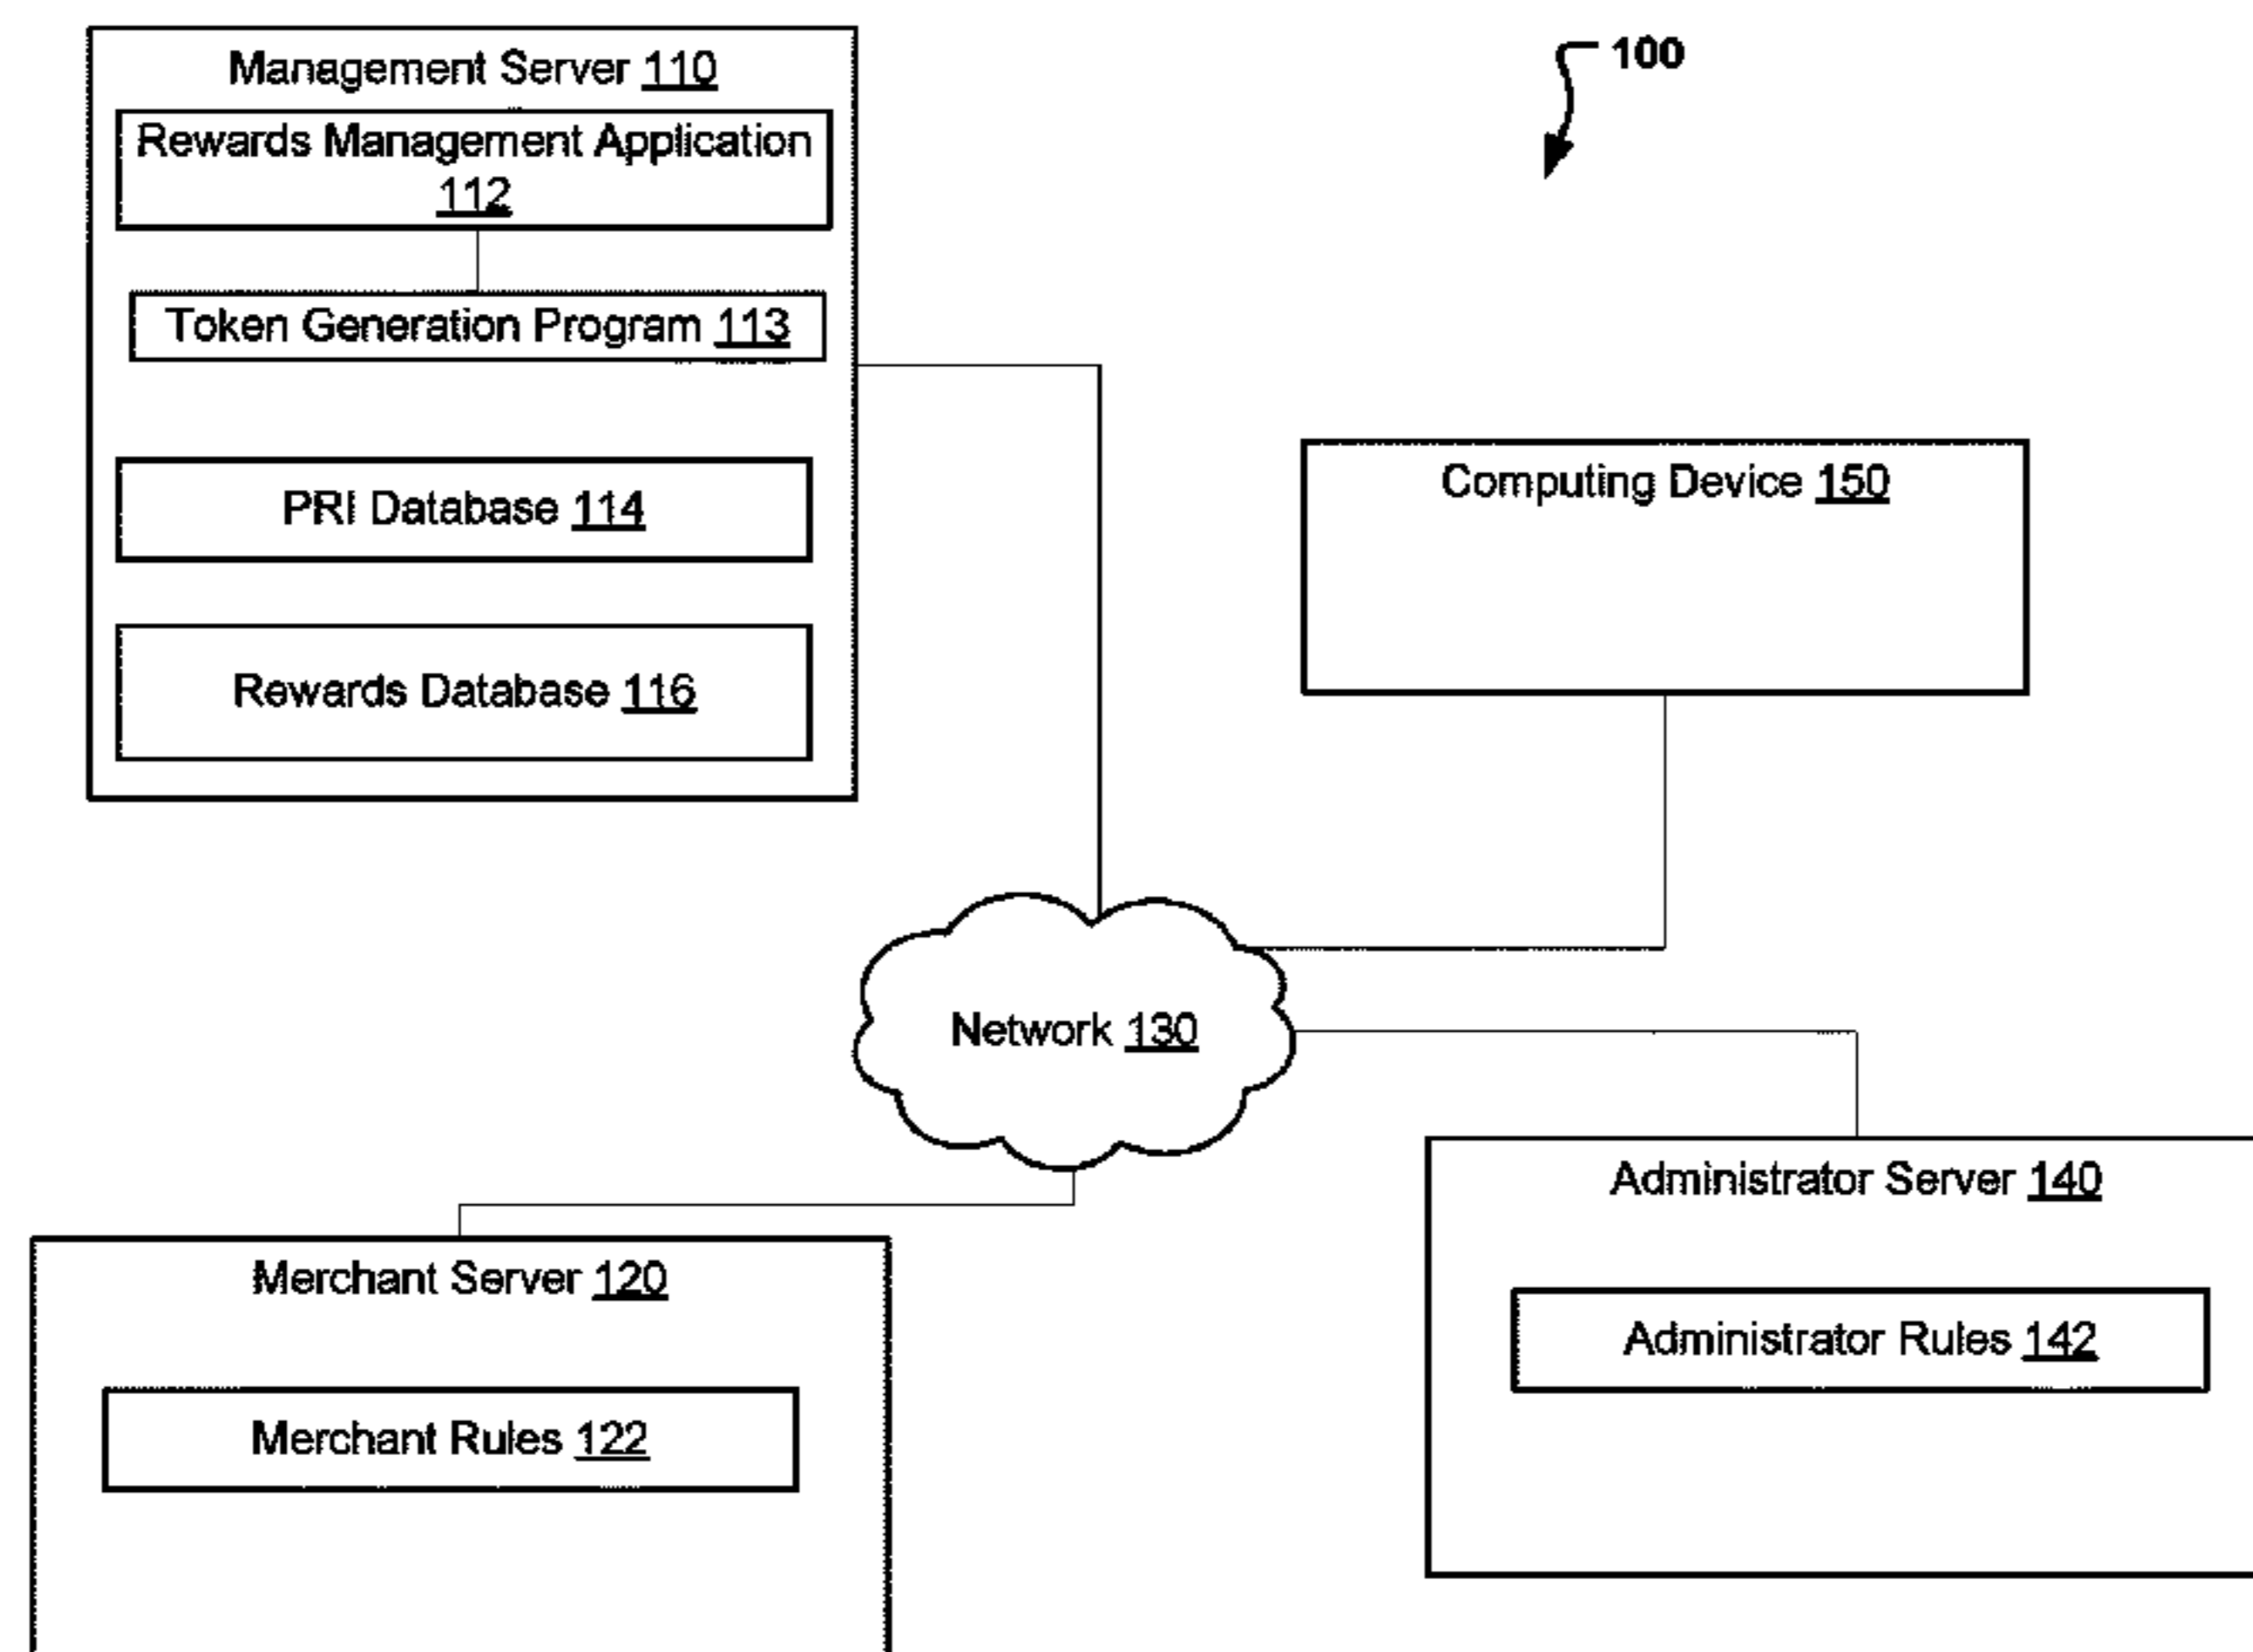 Management Server 110
100
Rewards Management Application
112
Token Generation Program 113
Computing Device 150
PRI Database 114
Rewards Database 116
Network 130
Administrator Server 140
Merchant Server 120
Administrator Rules 142
Merchant Rules 122